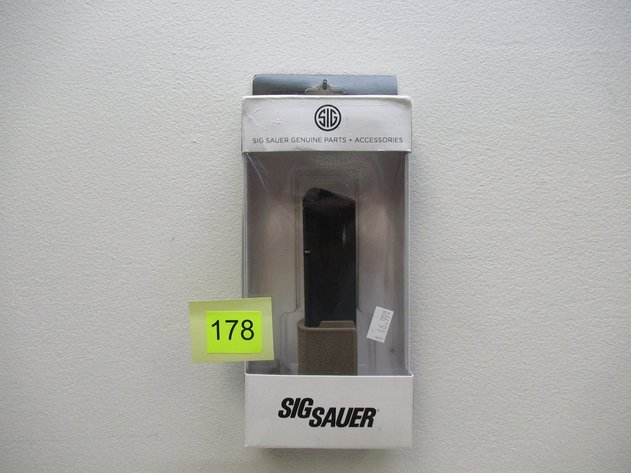 SIG
SIG SAUER GENUINE PARTS + ACCESSORIES
178
SIG SAUER